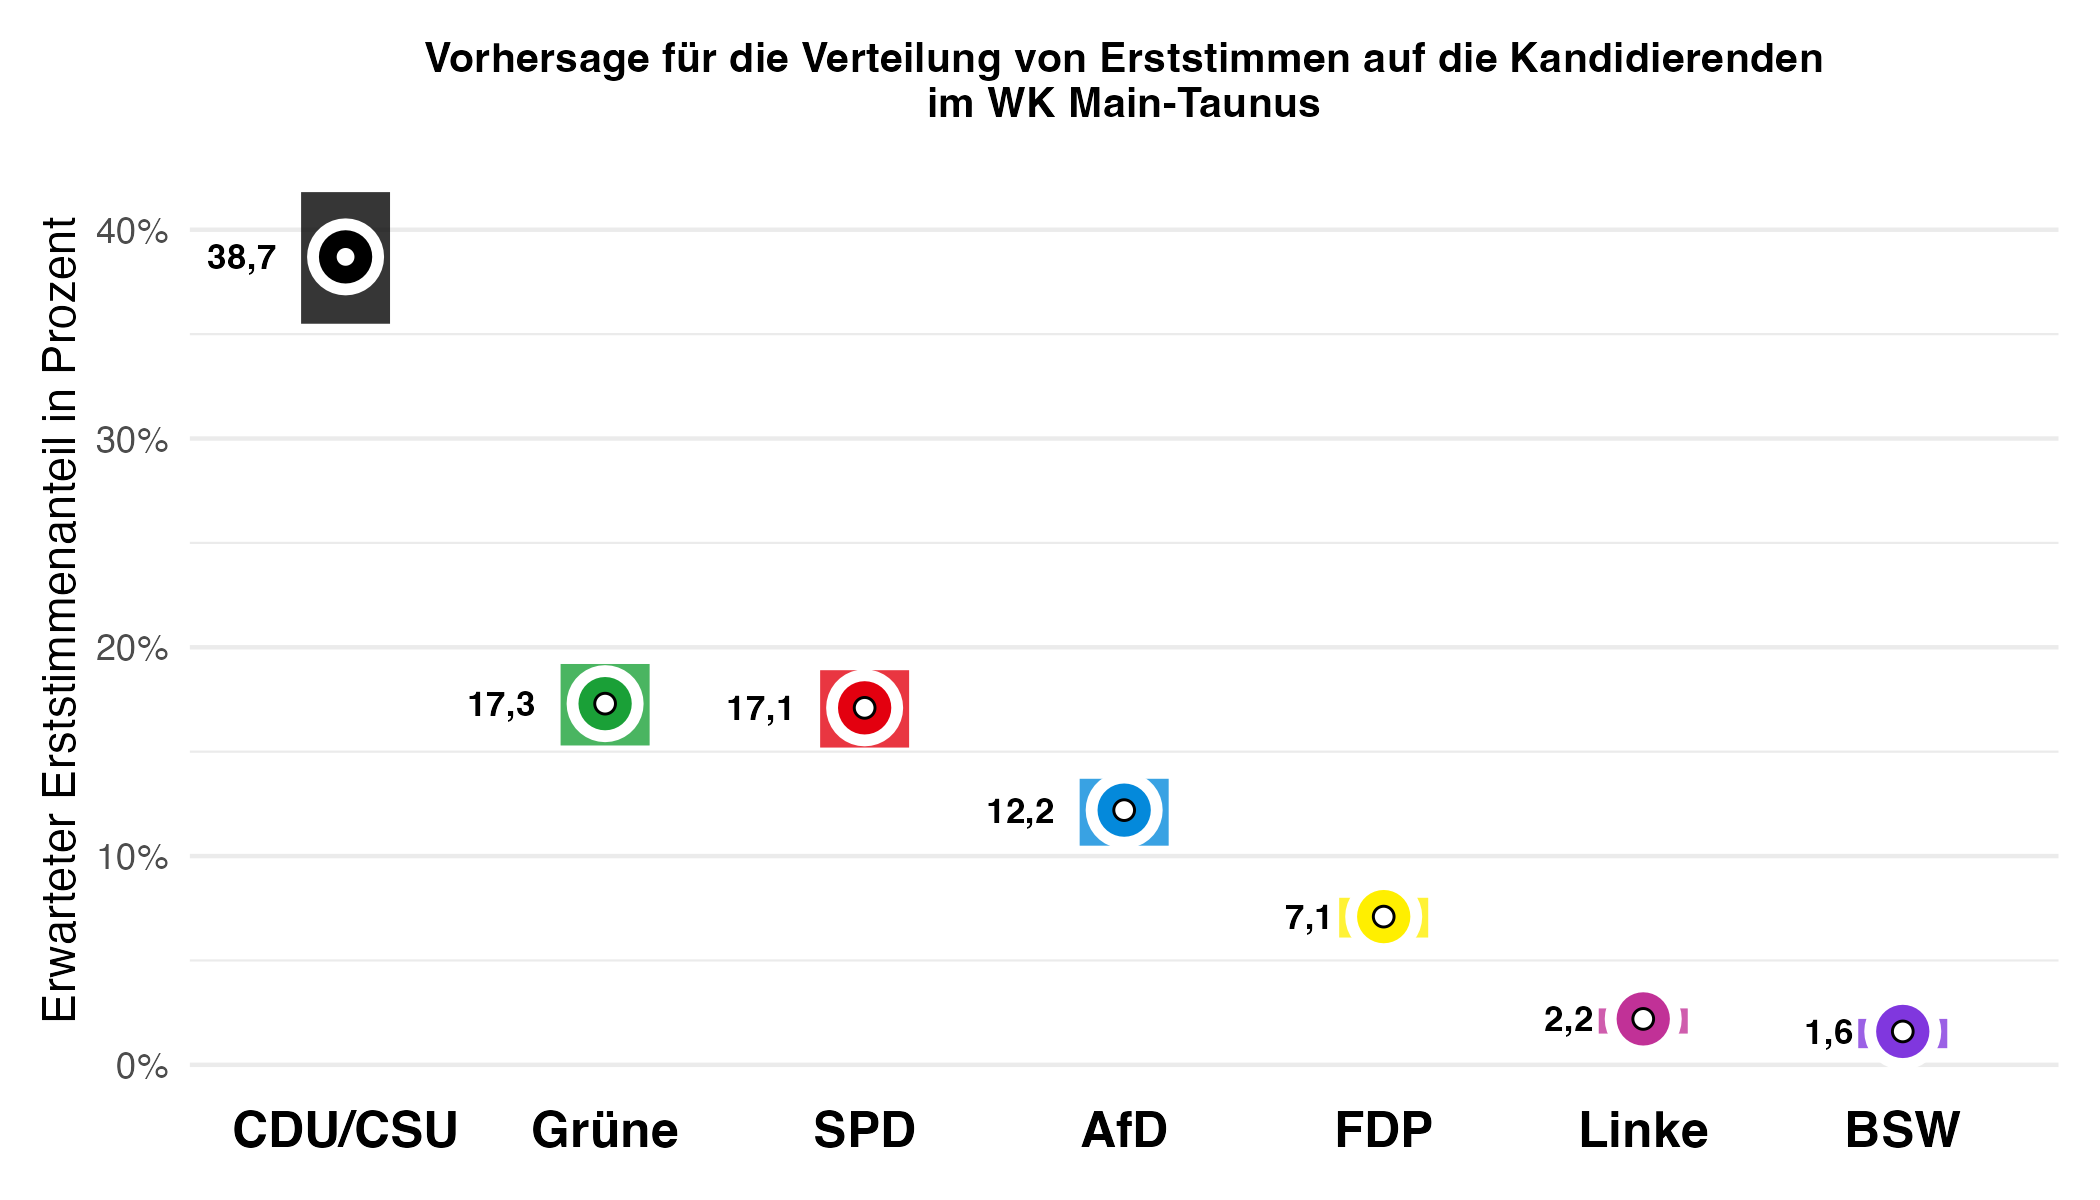 Vorhersage für die Verteilung von Erststimmen auf die Kandidierenden
im WK Main-Taunus
Erwarteter Erststimmenanteil in Prozent
40%
30%
20%
10%
0%
38,7
17,3
17,1
12,2
7,1
2,2
1,6
CDU/CSU
Grüne
SPD
AfD
FDP
Linke
BSW